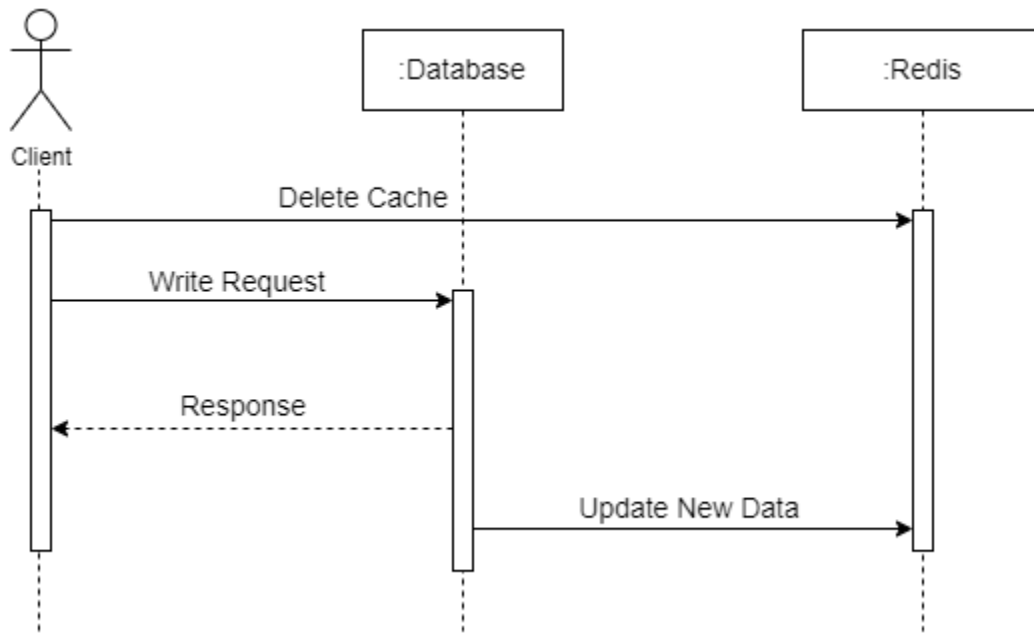 :Database
:Redis
Client
Delete Cache
Write Request
Response
Update New Data